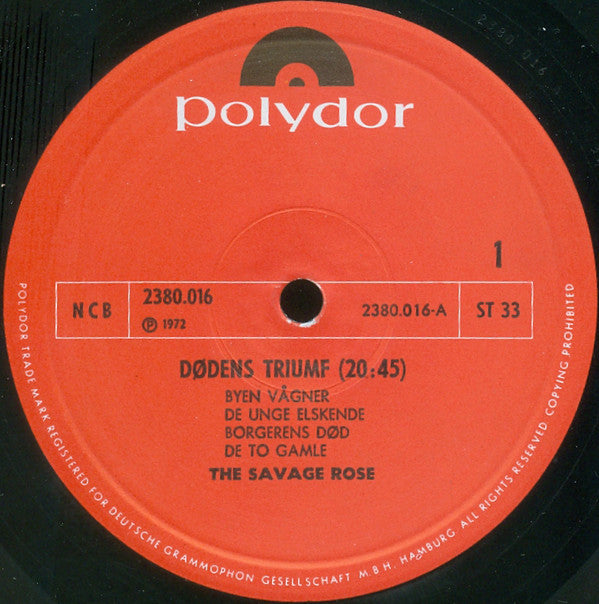 2380 016
polydor
1
NCB
2380.016
℗ 1972
2380.016-A
ST 33
DØDENS TRIUMF (20:45)
BYEN VÅGNER
DE UNGE ELSKENDE
BORGERENS DØD
DE TO GAMLE
THE SAVAGE ROSE
POLYDOR TRADE MARK REGISTERED FOR DEUTSCHE GRAMMOPHON GESELLSCHAFT M B H. HAMBURG. ALL RIGHTS RESERVED COPYING PROHIBITED